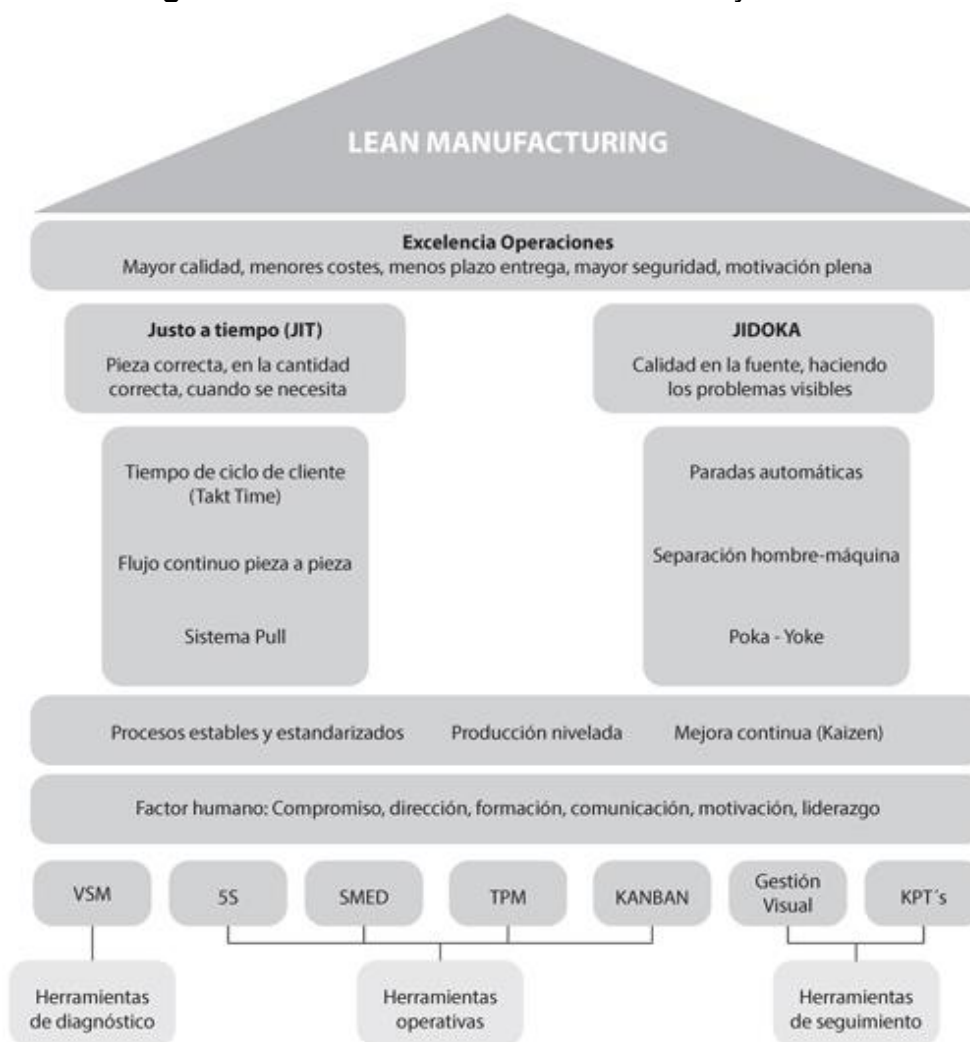 LEAN MANUFACTURING
Excelencia Operaciones
Mayor calidad, menores costes, menos plazo entrega, mayor seguridad, motivación plena
Justo a tiempo (JIT)
Pieza correcta, en la cantidad
correcta, cuando se necesita
JIDOKA
Calidad en la fuente, haciendo
los problemas visibles
Tiempo de ciclo de cliente
(Takt Time)
Flujo continuo pieza a pieza
Sistema Pull
Paradas automáticas
Separación hombre-máquina
Poka - Yoke
Procesos estables y estandarizados Producción nivelada Mejora continua (Kaizen)
Factor humano: Compromiso, dirección, formación, comunicación, motivación, liderazgo
VSM
5S
SMED
TPM
KANBAN
Gestión
Visual
KPT´s
Herramientas
de diagnóstico
Herramientas
operativas
Herramientas
de seguimiento